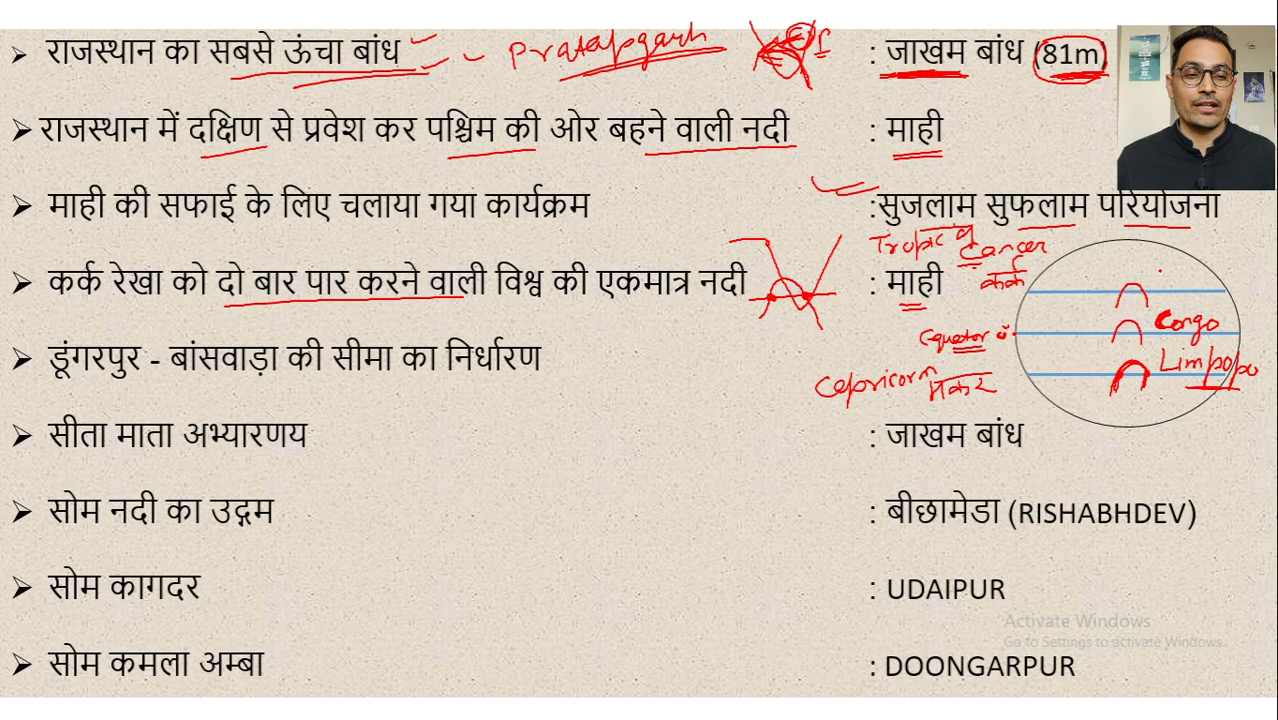 ➢ राजस्थान का सबसे ऊंचा बांध - Pratapgarh : जाखम बांध (81m)
➢ राजस्थान में दक्षिण से प्रवेश कर पश्चिम की ओर बहने वाली नदी : माही
➢ माही की सफाई के लिए चलाया गया कार्यक्रम :सुजलाम सुफलाम परियोजना
Tropic of Cancer
कर्क
➢ कर्क रेखा को दो बार पार करने वाली विश्व की एकमात्र नदी : माही
Congo
Equator
➢ डूंगरपुर - बांसवाड़ा की सीमा का निर्धारण
Limpopo
Capricorn मकर
➢ सीता माता अभ्यारणय : जाखम बांध
➢ सोम नदी का उद्गम : बीछामेडा (RISHABHDEV)
➢ सोम कागदर : UDAIPUR
Activate Windows
Go to Settings to activate Windows.
➢ सोम कमला अम्बा : DOONGARPUR